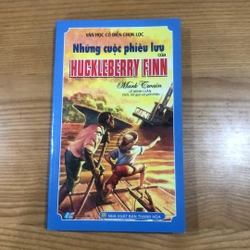 VĂN HỌC CỔ ĐIỂN CHỌN LỌC
Những cuộc phiêu lưu
của
HUCKLEBERRY FINN
Mark Twain
NHÀ XUẤT BẢN THANH HÓA